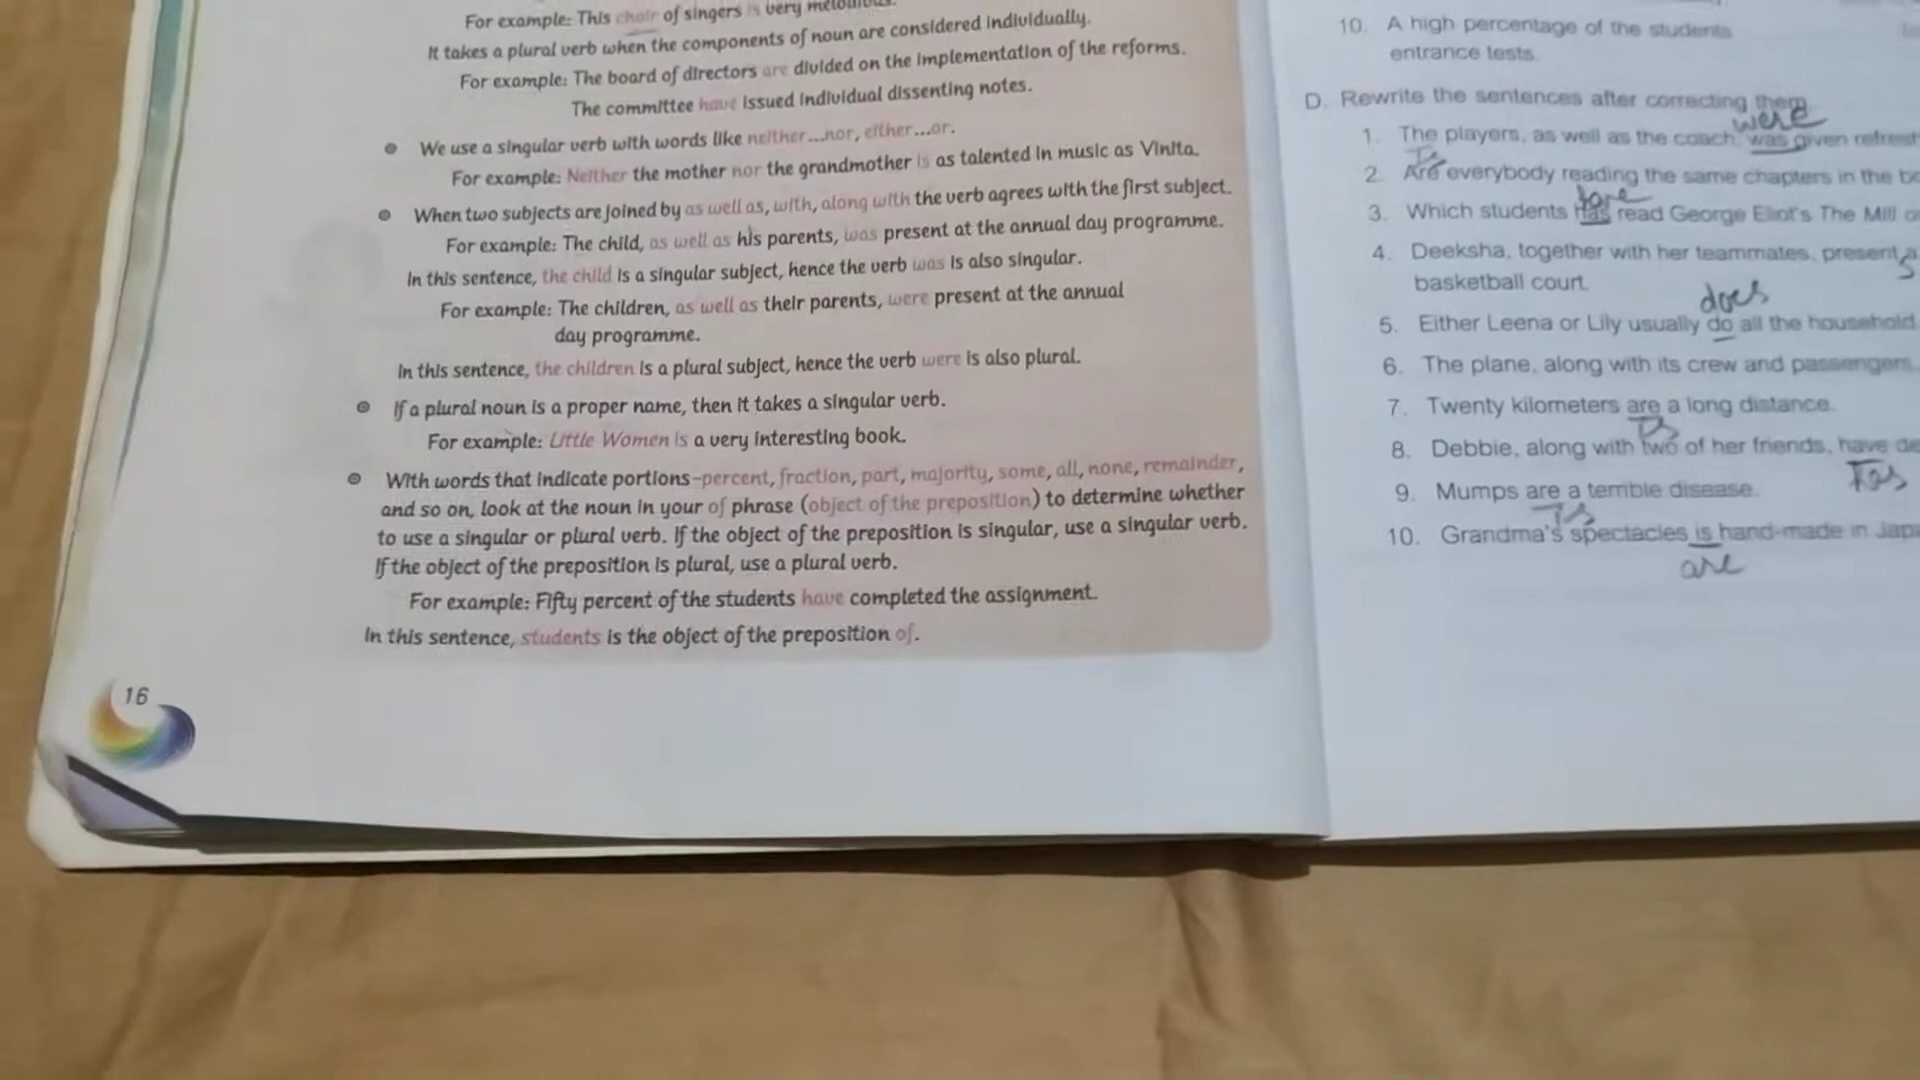 For example: This choir of singers is very melodious.
It takes a plural verb when the components of noun are considered individually.
For example: The board of directors are divided on the implementation of the reforms.
The committee have issued individual dissenting notes.
We use a singular verb with words like neither...nor, either...or.
For example: Neither the mother nor the grandmother is as talented in music as Vinita.
When two subjects are joined by as well as, with, along with the verb agrees with the first subject.
For example: The child, as well as his parents, was present at the annual day programme.
In this sentence, the child is a singular subject, hence the verb was is also singular.
For example: The children, as well as their parents, were present at the annual
day programme.
In this sentence, the children is a plural subject, hence the verb were is also plural.
If a plural noun is a proper name, then it takes a singular verb.
For example: Little Women is a very interesting book.
With words that indicate portions-percent, fraction, part, majority, some, all, none, remainder,
and so on, look at the noun in your of phrase (object of the preposition) to determine whether
to use a singular or plural verb. If the object of the preposition is singular, use a singular verb.
If the object of the preposition is plural, use a plural verb.
For example: Fifty percent of the students have completed the assignment.
In this sentence, students is the object of the preposition of.
16
10. A high percentage of the students
entrance tests.
D. Rewrite the sentences after correcting them.
were
1. The players, as well as the coach, was given
Is
2. Are everybody reading the same chapters in the
have
3. Which students has read George Eliot's The Mill
4. Deeksha, together with her teammates, present
s
basketball court.
does
5. Either Leena or Lily usually do all the household
6. The plane, along with its crew and passengers,
7. Twenty kilometers are a long distance.
is
8. Debbie, along with two of her friends, have
has
9. Mumps are a terrible disease.
is
10. Grandma's spectacles is hand-made in
are